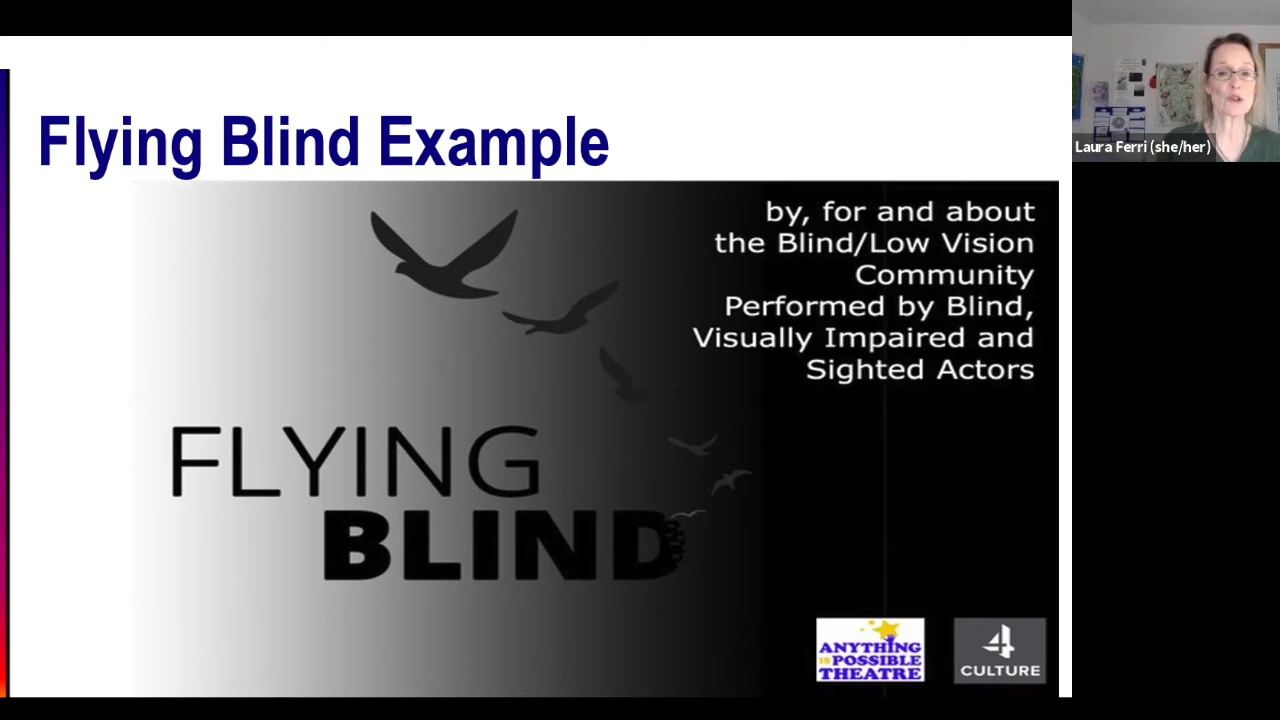 Flying Blind Example
by, for and about
the Blind/Low Vision
Community
Performed by Blind,
Visually Impaired and
Sighted Actors
FLYING
BLIND
ANYTHING
IS POSSIBLE
THEATRE
4
CULTURE
Laura Ferri (she/her)